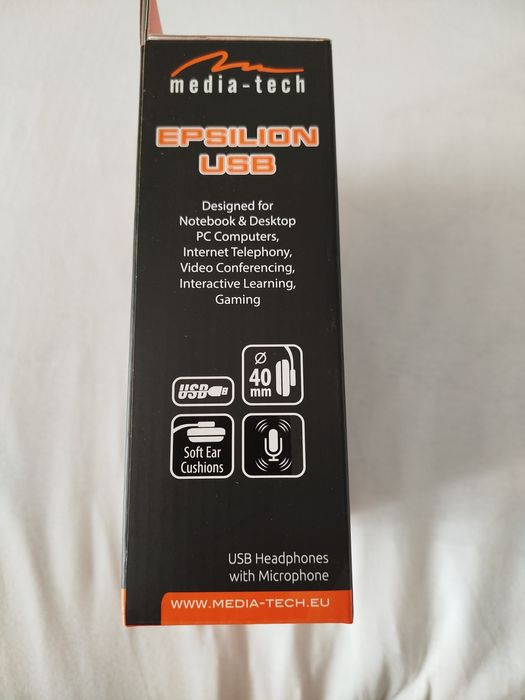 media-tech
EPSILION
USB
Designed for
Notebook & Desktop
PC Computers,
Internet Telephony,
Video Conferencing,
Interactive Learning,
Gaming
Ø
40
mm
USB
Soft Ear
Cushions
USB Headphones
with Microphone
WWW.MEDIA-TECH.EU